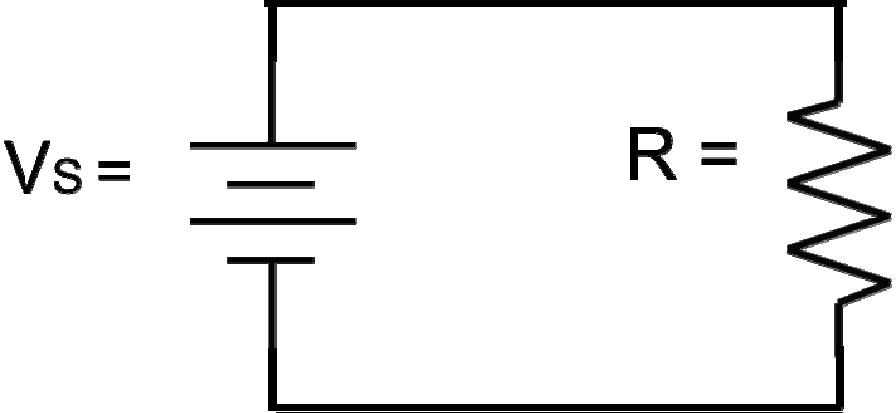 Vs =
R =